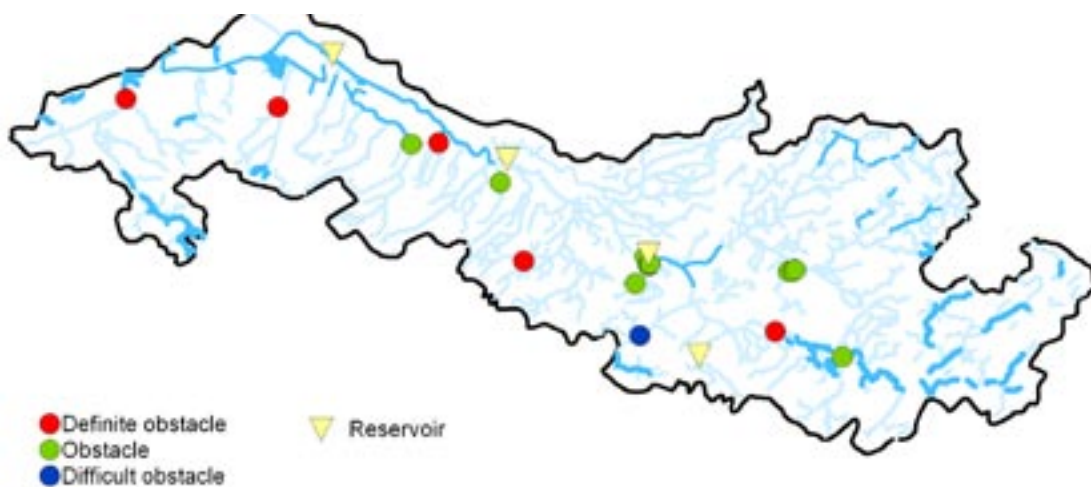 Definite obstacle
Obstacle
Difficult obstacle
Reservoir